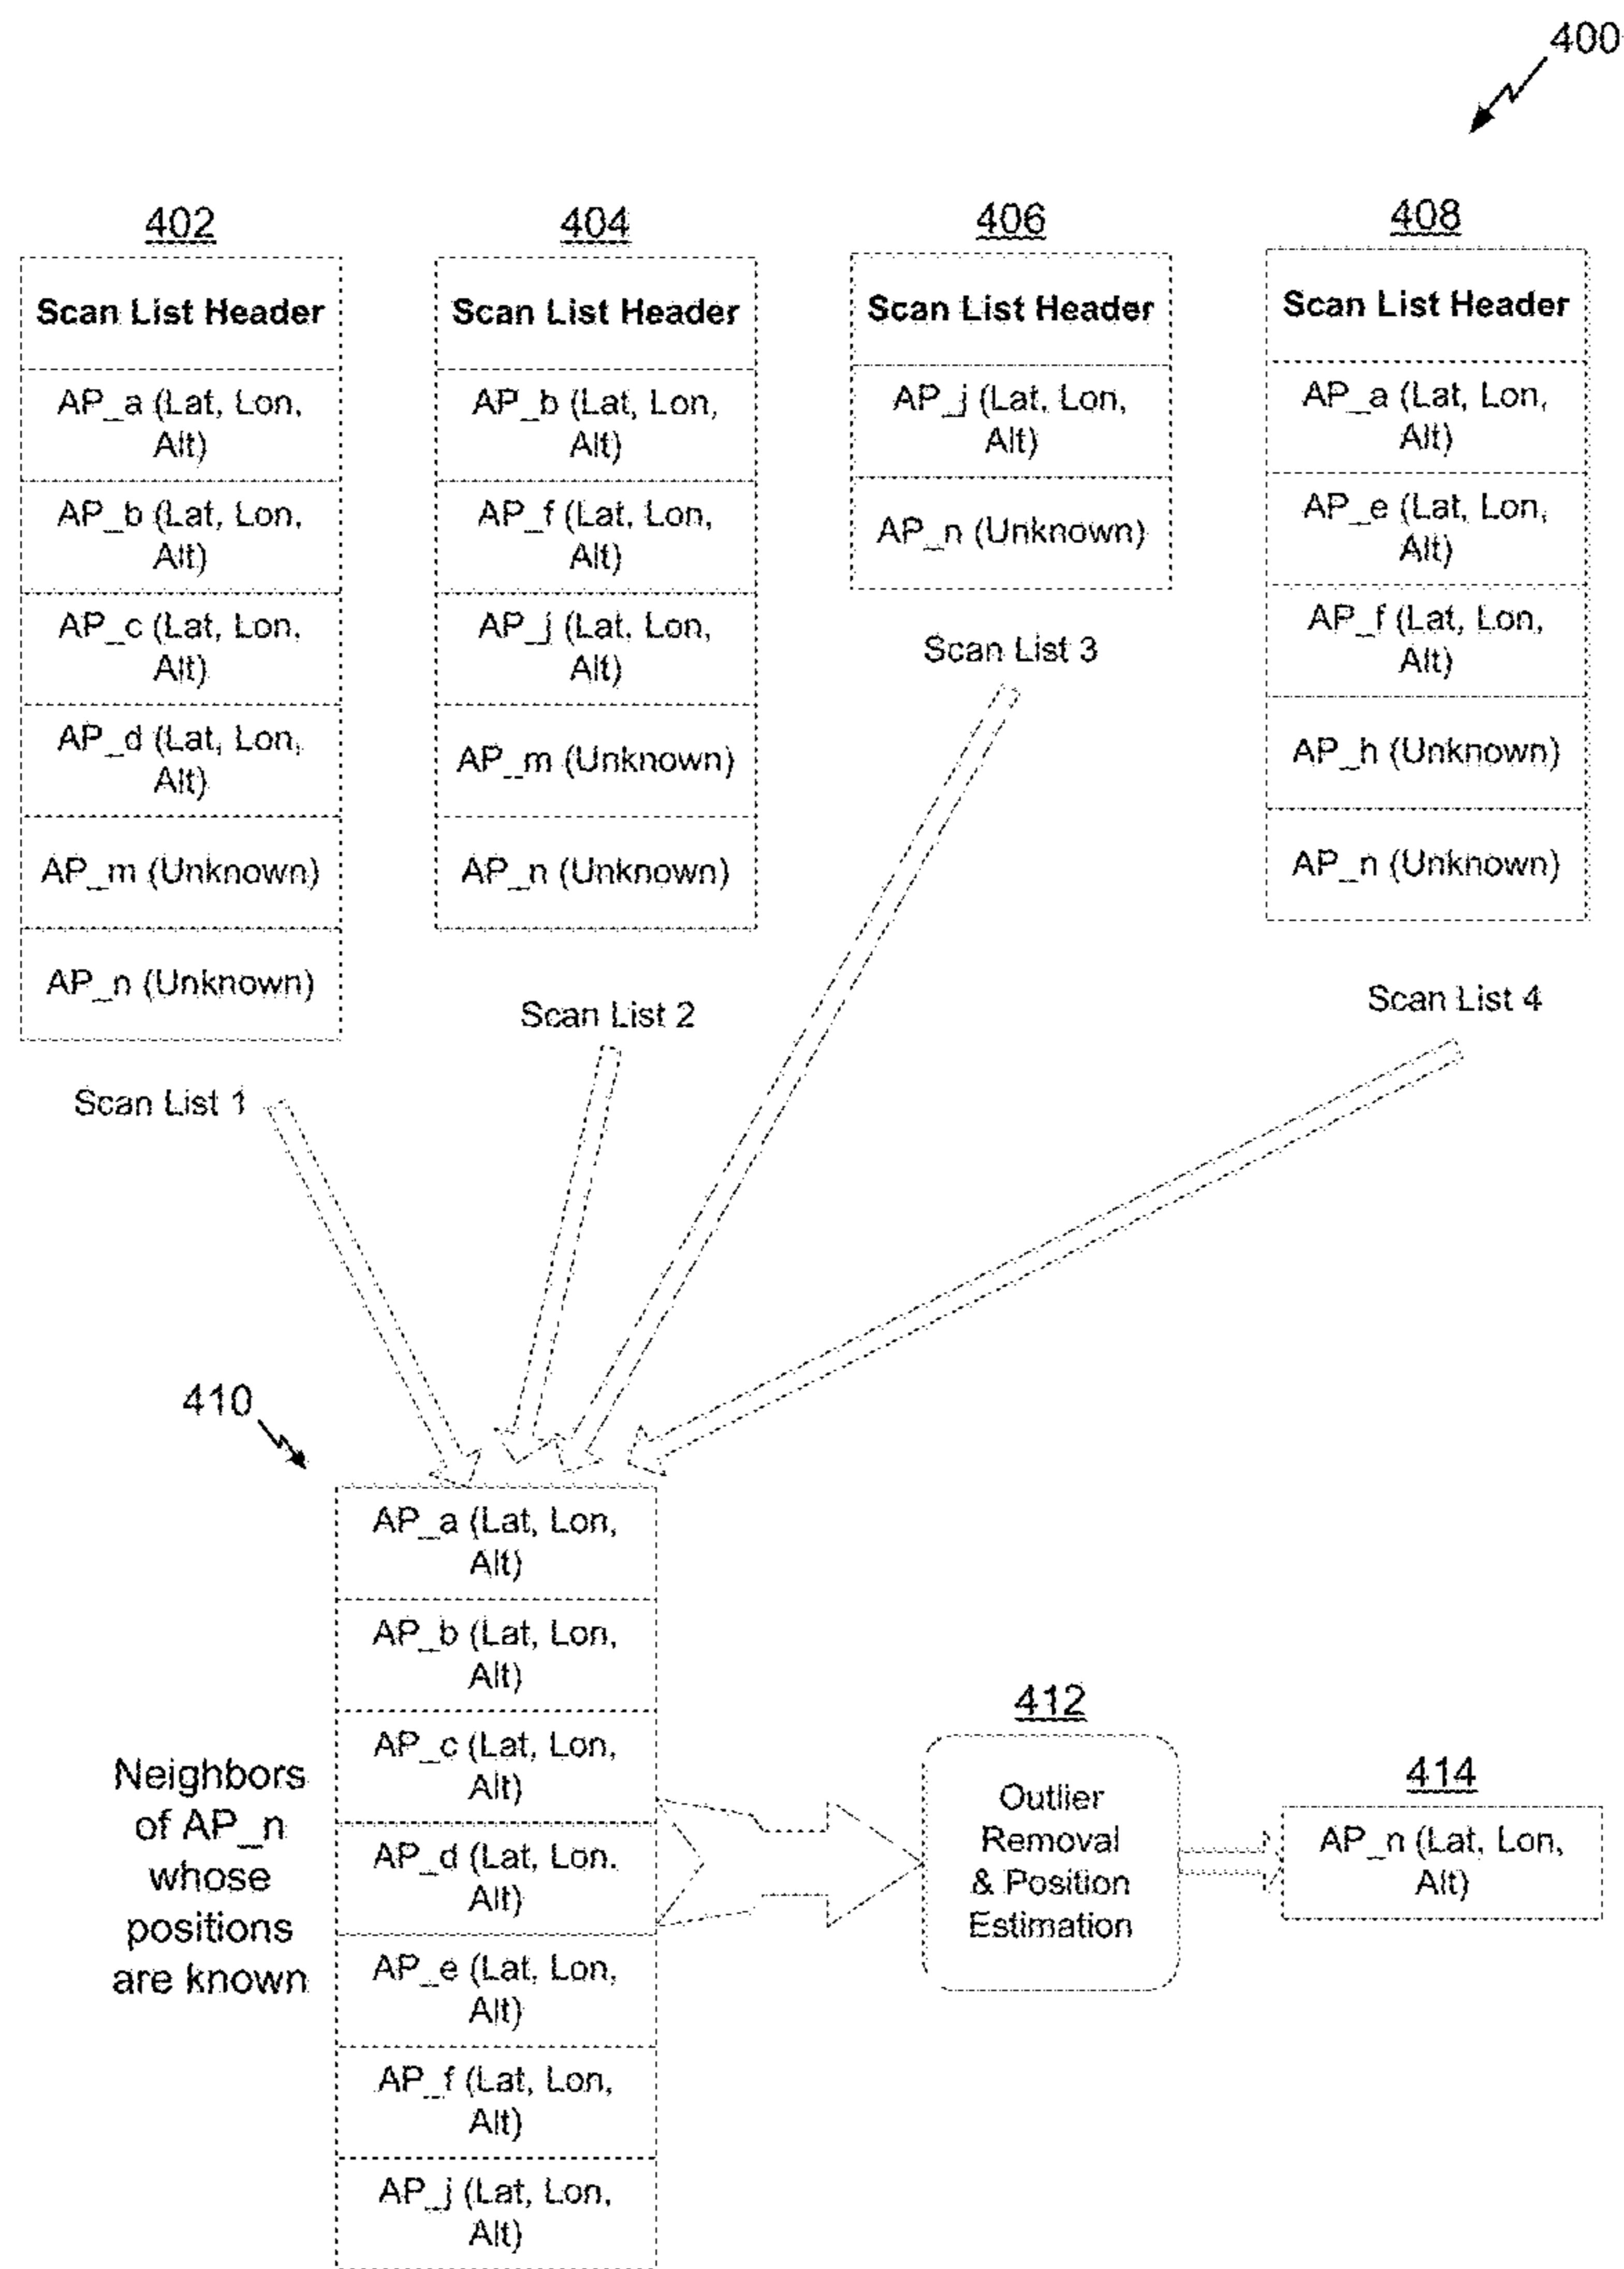 400
402
Scan List Header
AP_a (Lat, Lon,
Alt)
AP_b (Lat, Lon,
Alt)
AP_c (Lat, Lon,
Alt)
AP_d (Lat, Lon,
Alt)
AP_m (Unknown)
AP_n (Unknown)
Scan List 1
404
Scan List Header
AP_b (Lat, Lon,
Alt)
AP_f (Lat, Lon,
Alt)
AP_j (Lat, Lon,
Alt)
AP_m (Unknown)
AP_n (Unknown)
Scan List 2
406
Scan List Header
AP_j (Lat, Lon,
Alt)
AP_n (Unknown)
Scan List 3
408
Scan List Header
AP_a (Lat, Lon,
Alt)
AP_e (Lat, Lon,
Alt)
AP_f (Lat, Lon,
Alt)
AP_h (Unknown)
AP_n (Unknown)
Scan List 4
410
Neighbors
of AP_n
whose
positions
are known
AP_a (Lat, Lon,
Alt)
AP_b (Lat, Lon,
Alt)
AP_c (Lat, Lon,
Alt)
AP_d (Lat, Lon,
Alt)
AP_e (Lat, Lon,
Alt)
AP_f (Lat, Lon,
Alt)
AP_j (Lat, Lon,
Alt)
412
Outlier
Removal
& Position
Estimation
414
AP_n (Lat, Lon,
Alt)